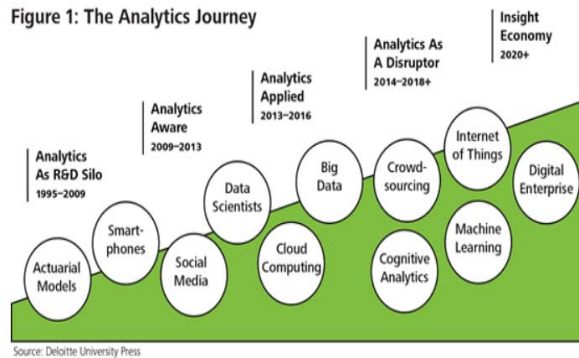 Figure 1: The Analytics Journey
Insight
Economy
2020+
Analytics As
A Disruptor
2014–2018+
Analytics
Applied
2013–2016
Analytics
Aware
2009–2013
Analytics
As R&D Silo
1995–2009
Actuarial
Models
Smart-
phones
Social
Media
Data
Scientists
Cloud
Computing
Big
Data
Crowd-
sourcing
Cognitive
Analytics
Internet
of Things
Machine
Learning
Digital
Enterprise
Source: Deloitte University Press